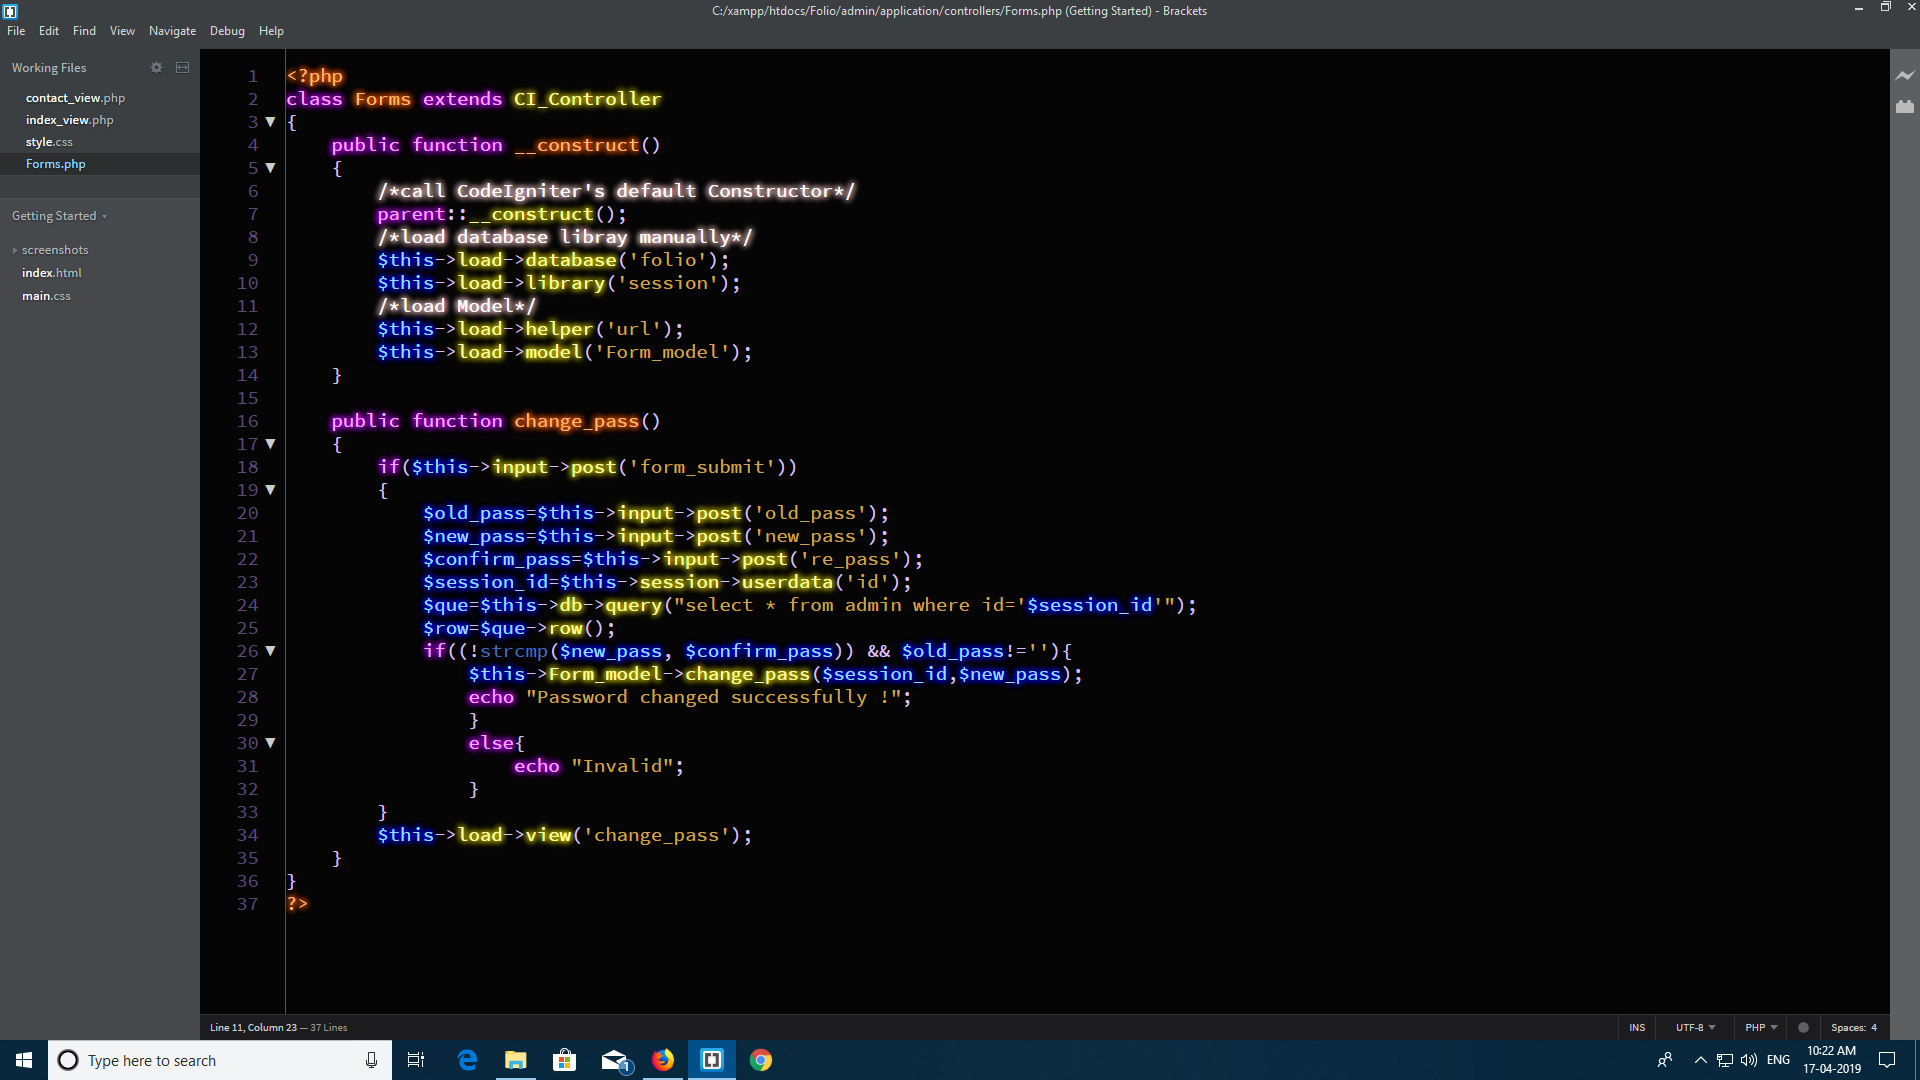 C:/xampp/htdocs/Folio/admin/application/controllers/Forms.php (Getting Started) - Brackets
File Edit Find View Navigate Debug Help
Working Files
contact_view.php
index_view.php
style.css
Forms.php
Getting Started
screenshots
index.html
main.css
1 <?php
2 class Forms extends CI_Controller
3 {
4     public function __construct()
5     {
6         /*call CodeIgniter's default Constructor*/
7         parent::__construct();
8         /*load database libray manually*/
9         $this->load->database('folio');
10         $this->load->library('session');
11         /*load Model*/
12         $this->load->helper('url');
13         $this->load->model('Form_model');
14     }
15
16     public function change_pass()
17     {
18         if($this->input->post('form_submit'))
19         {
20             $old_pass=$this->input->post('old_pass');
21             $new_pass=$this->input->post('new_pass');
22             $confirm_pass=$this->input->post('re_pass');
23             $session_id=$this->session->userdata('id');
24             $que=$this->db->query("select * from admin where id='$session_id'");
25             $row=$que->row();
26             if((!strcmp($new_pass, $confirm_pass)) && $old_pass!=''){
27                 $this->Form_model->change_pass($session_id,$new_pass);
28                 echo "Password changed successfully !";
29                 }
30                 else{
31                     echo "Invalid";
32                 }
33         }
34         $this->load->view('change_pass');
35     }
36 }
37 ?>
Line 11, Column 23 — 37 Lines
INS UTF-8 PHP Spaces: 4
Type here to search
1
ENG
10:22 AM
17-04-2019